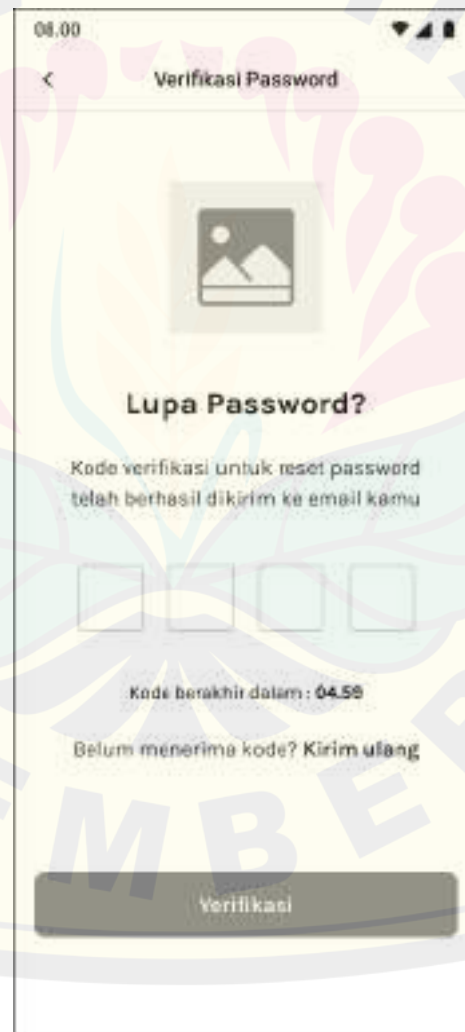 08.00
Verifikasi Password
Lupa Password?
Kode verifikasi untuk reset password
telah berhasil dikirim ke email kamu
Kode berakhir dalam : 04.59
Belum menerima kode? Kirim ulang
EMBE
Verifikasi